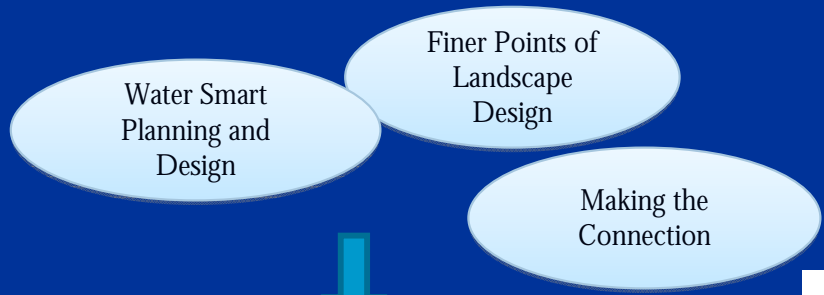 Finer Points of
Landscape
Design
Water Smart
Planning and
Design
Making the
Connection